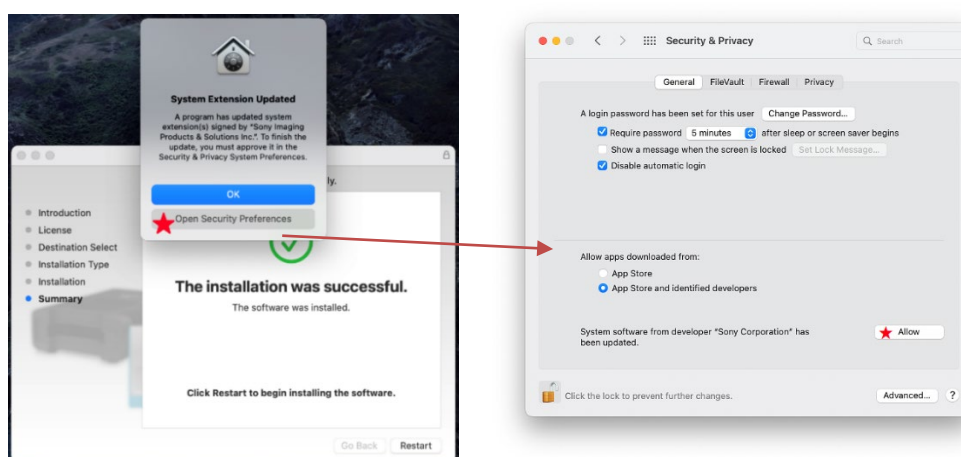 System Extension Updated
A program has updated system
extension(s) signed by "Sony Imaging
Products & Solutions Inc.". To finish the
update, you must approve it in the
Security & Privacy System Preferences.
OK
Open Security Preferences
ly.
Introduction
License
Destination Select
Installation Type
Installation
Summary
The installation was successful.
The software was installed.
Click Restart to begin installing the software.
Go Back Restart
Security & Privacy
Search
General FileVault Firewall Privacy
A login password has been set for this user Change Password...
Require password 5 minutes after sleep or screen saver begins
Show a message when the screen is locked Set Lock Message...
Disable automatic login
Allow apps downloaded from:
App Store
App Store and identified developers
System software from developer "Sony Corporation" has
been updated.
Allow
Click the lock to prevent further changes.
Advanced... ?